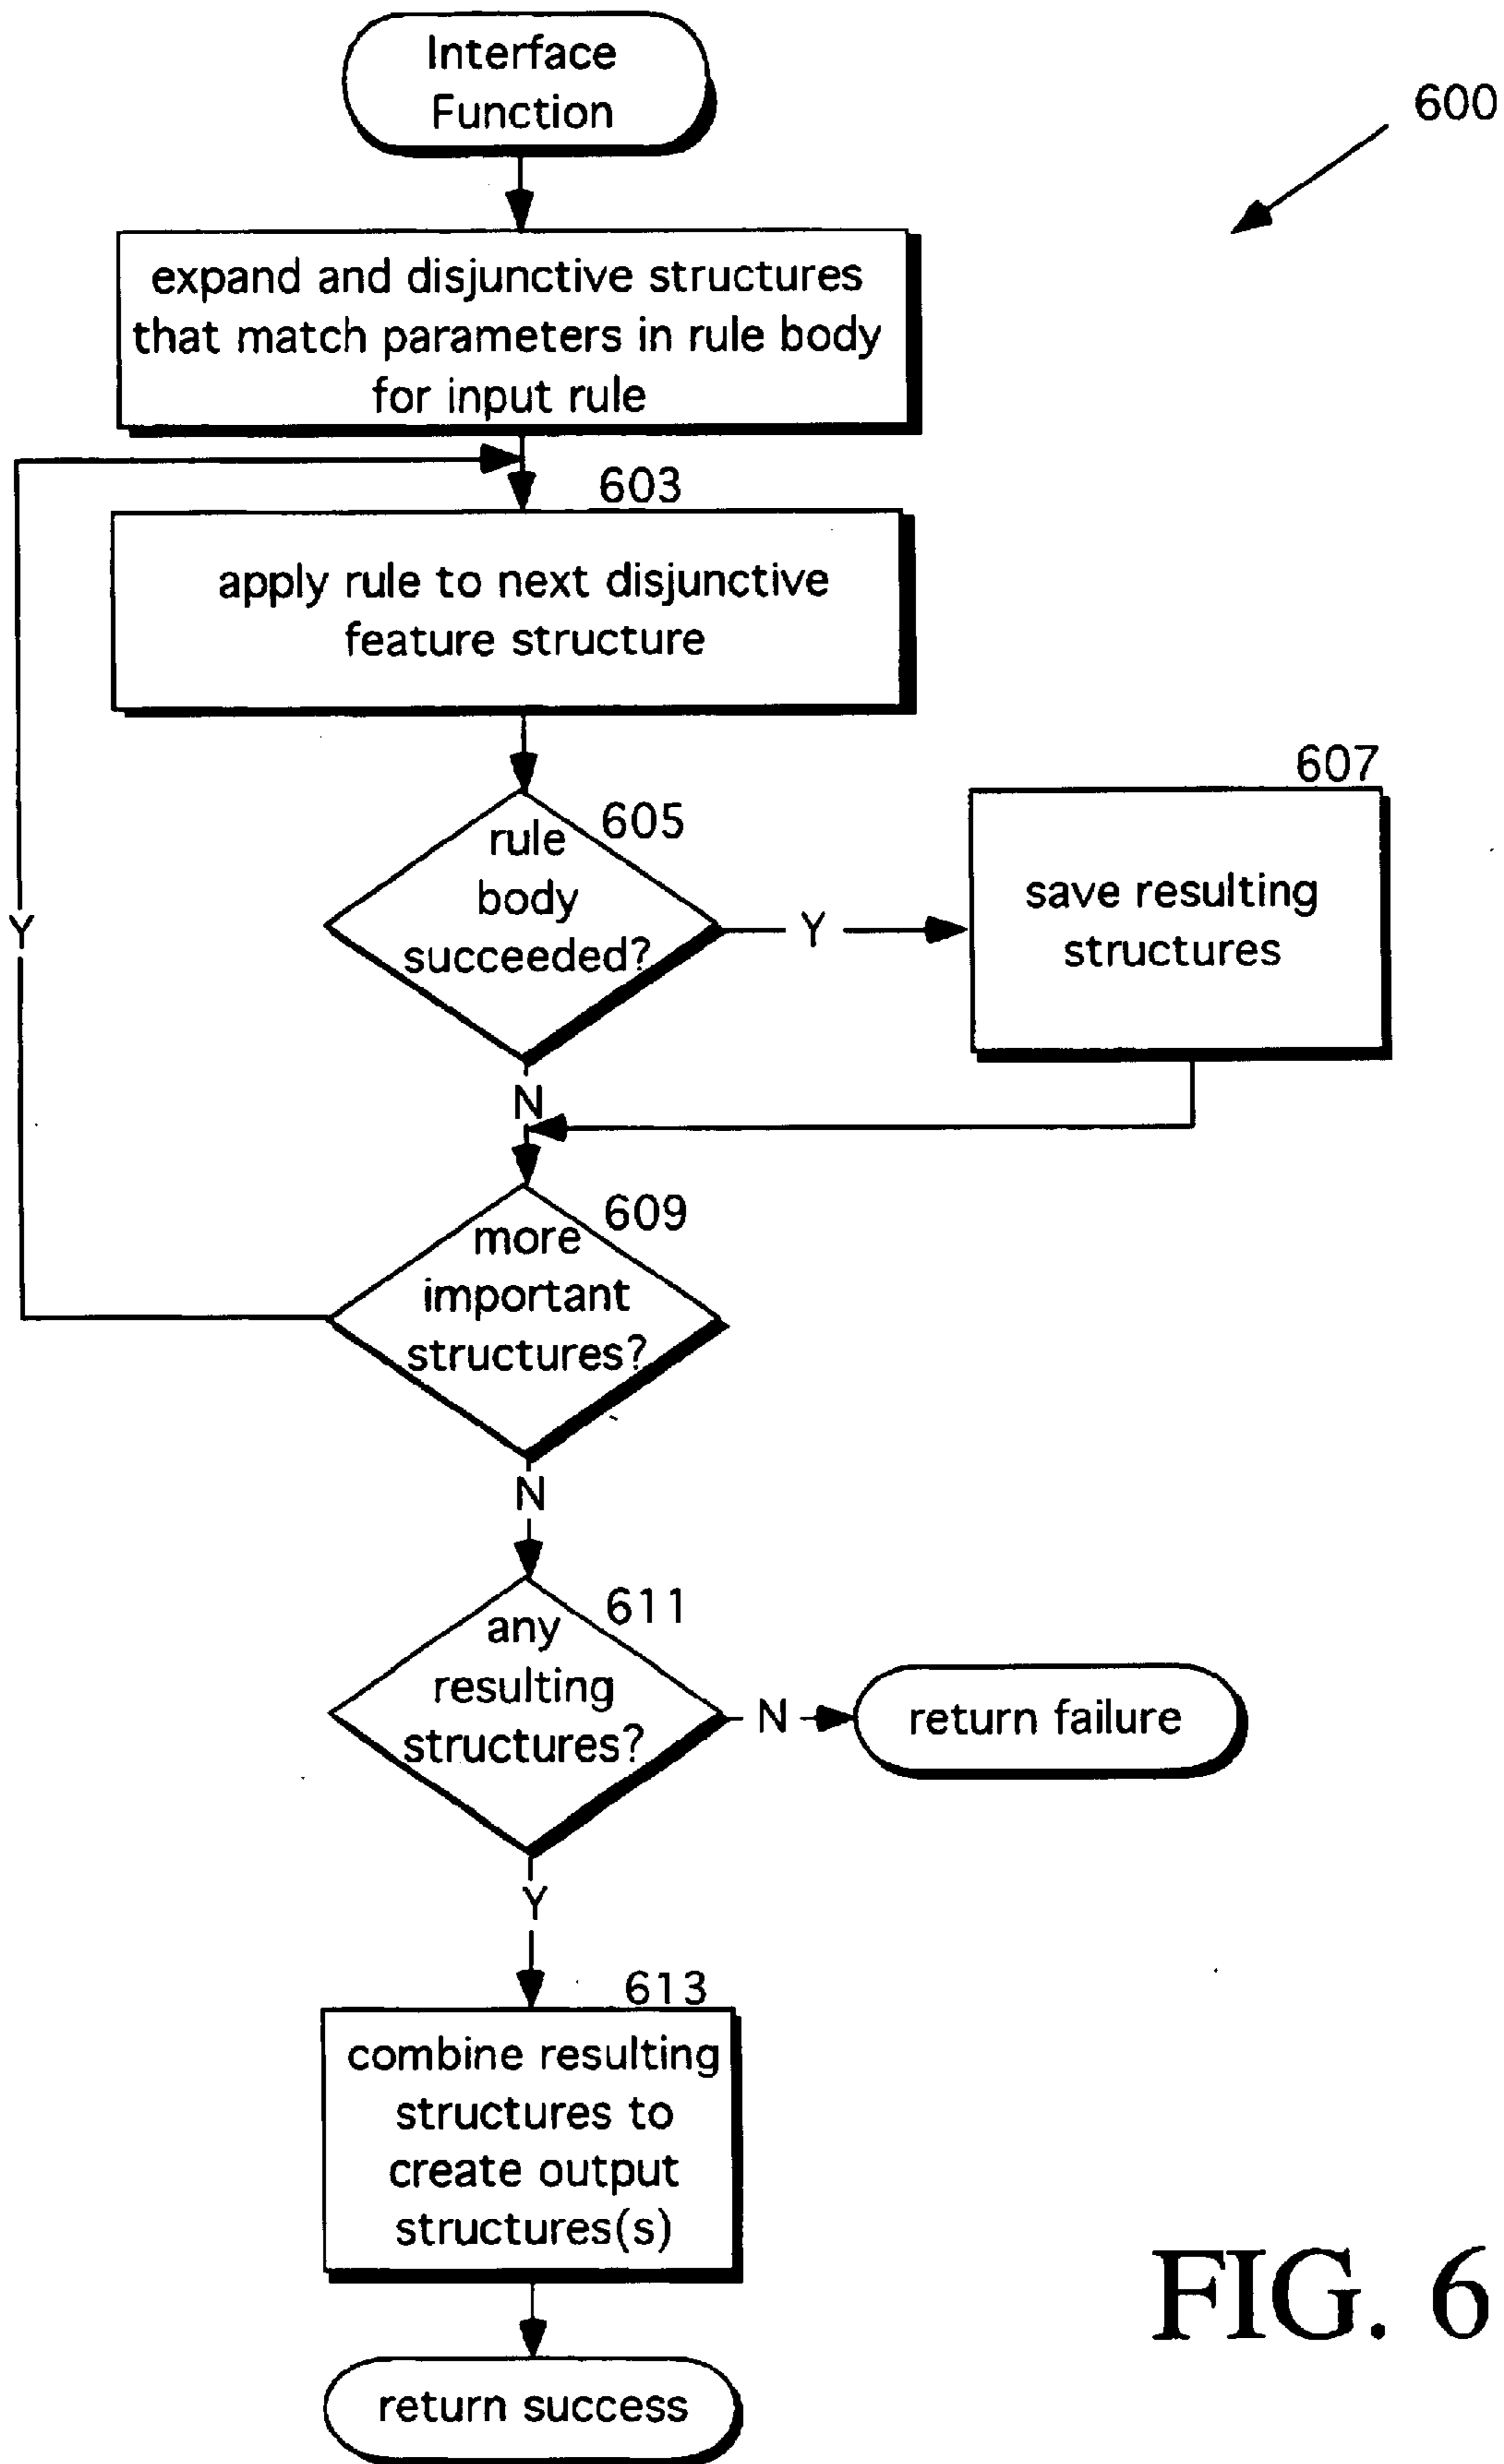 Interface
Function
600
expand and disjunctive structures
that match parameters in rule body
for input rule
603
apply rule to next disjunctive
feature structure
605
rule
body
succeeded?
Y
607
save resulting
structures
Y
N
609
more
important
structures?
N
611
any
resulting
structures?
N
return failure
Y
613
combine resulting
structures to
create output
structures(s)
return success
FIG. 6